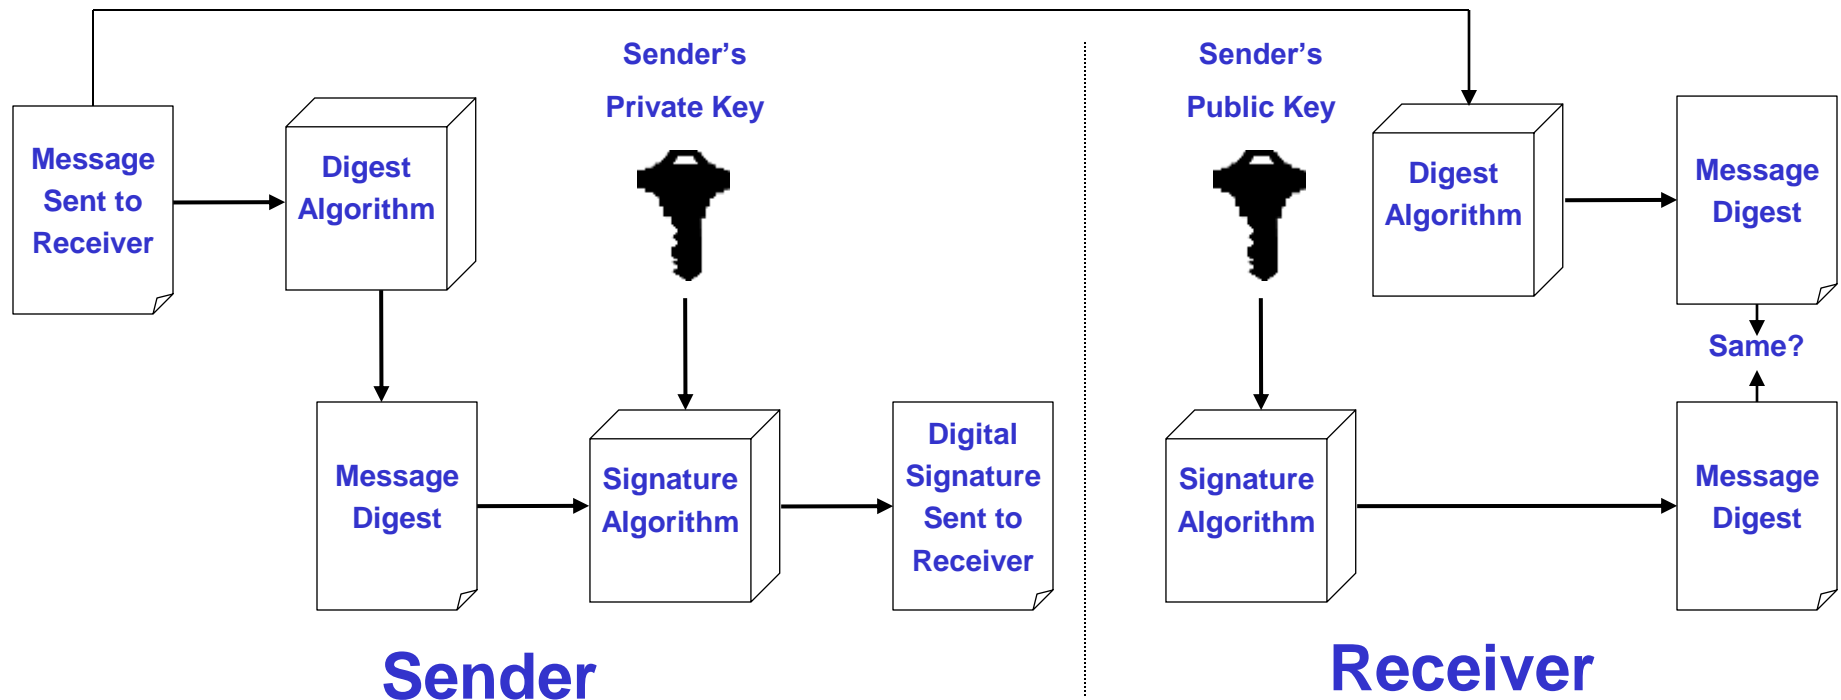 Sender’s
Private Key
Sender’s
Public Key
Message
Sent to
Receiver
Digest
Algorithm
Digest
Algorithm
Message
Digest
Same?
Message
Digest
Signature
Algorithm
Digital
Signature
Sent to
Receiver
Signature
Algorithm
Message
Digest
Sender
Receiver